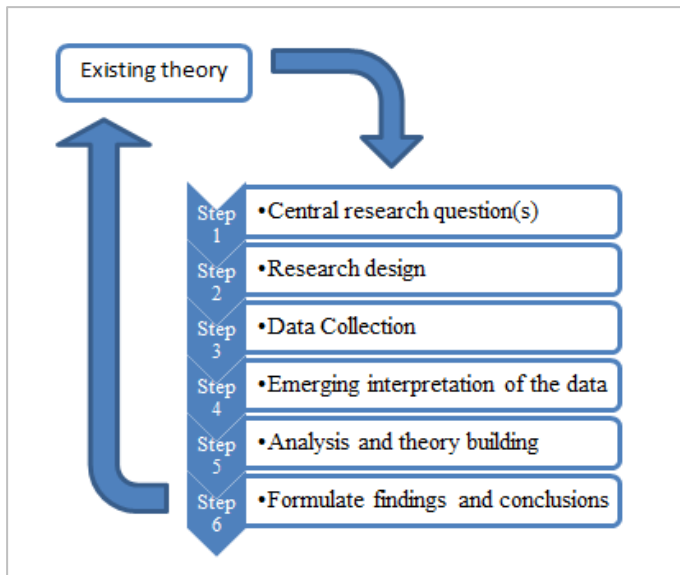 Existing theory
Step
1
•Central research question(s)
Step
2
•Research design
Step
3
•Data Collection
Step
4
•Emerging interpretation of the data
Step
5
•Analysis and theory building
Step
6
•Formulate findings and conclusions